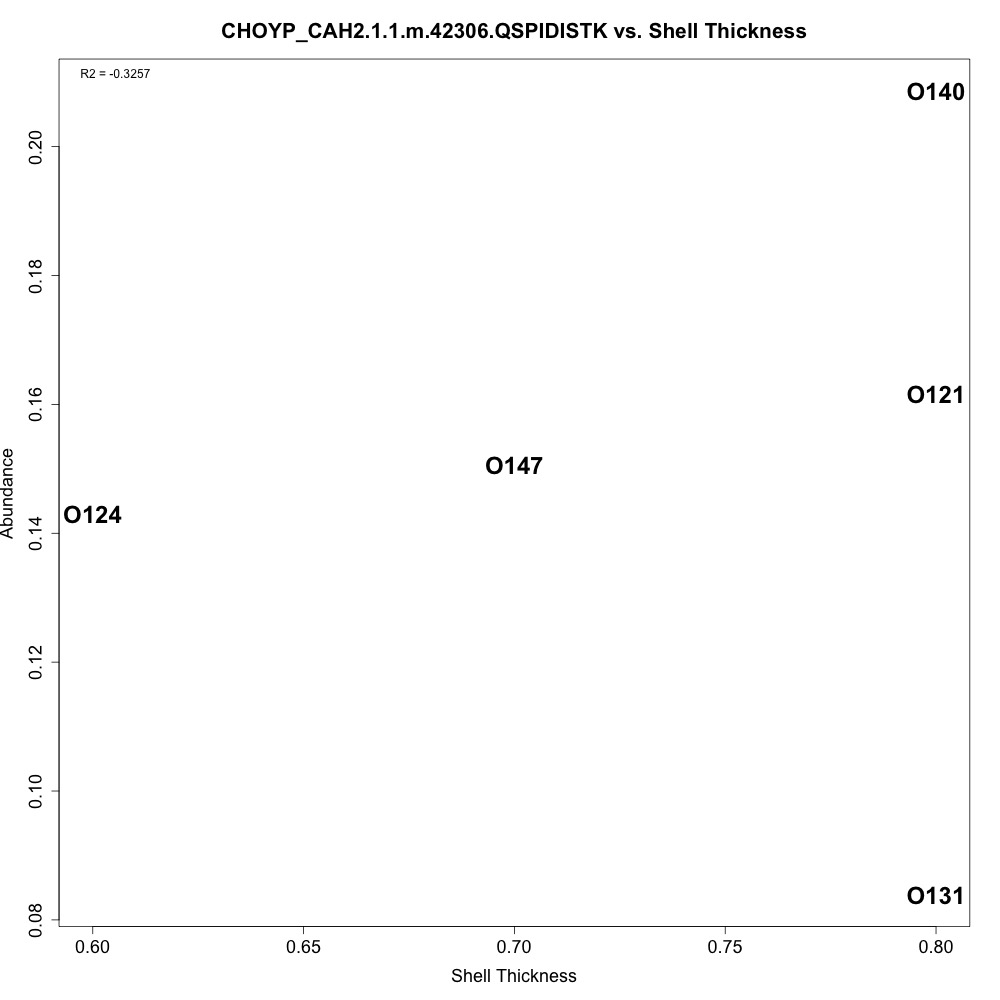 CHOYP_CAH2.1.1.m.42306.QSPIDISTK vs. Shell Thickness
R2 = -0.3257
O140
0.20
0.18
O121
0.16
O147
Abundance
O124
0.14
0.12
0.10
O131
0.08
0.60 0.65 0.70 0.75 0.80
Shell Thickness